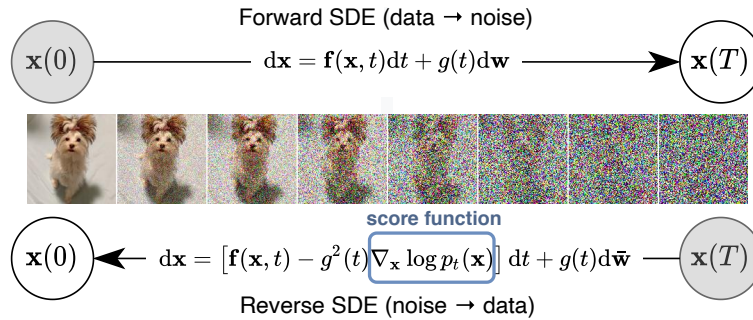 Forward SDE (data → noise)
x(0) dx = f(x, t)dt + g(t)dw x(T)
score function
x(0) dx = [f(x, t) − g²(t)∇ₓ log pₜ(x)] dt + g(t)dw̄ x(T)
Reverse SDE (noise → data)